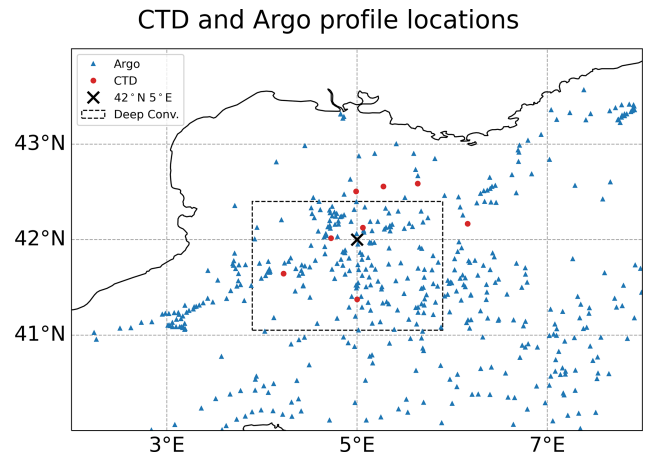 CTD and Argo profile locations
Argo
CTD
42°N 5°E
Deep Conv.
43°N
42°N
41°N
3°E 5°E 7°E